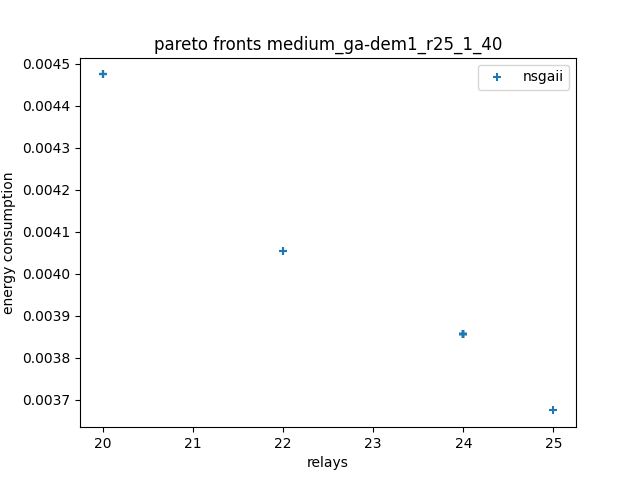 pareto fronts medium_ga-dem1_r25_1_40
nsgaii
0.0045
0.0044
0.0043
0.0042
0.0041
0.0040
0.0039
0.0038
0.0037
energy consumption
20 21 22 23 24 25
relays